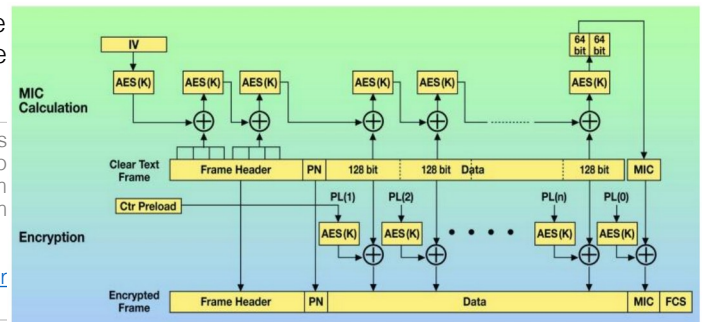 e
e
s
o
n
n
r
IV
64 bit 64 bit
AES(K) AES(K) AES(K) AES(K) AES(K) AES(K)
MIC Calculation
Clear Text Frame Frame Header PN 128 bit 128 bit Data 128 bit MIC
Ctr Preload PL(1) PL(2) PL(n) PL(0)
Encryption AES(K) AES(K) AES(K) AES(K)
Encrypted Frame Frame Header PN Data MIC FCS